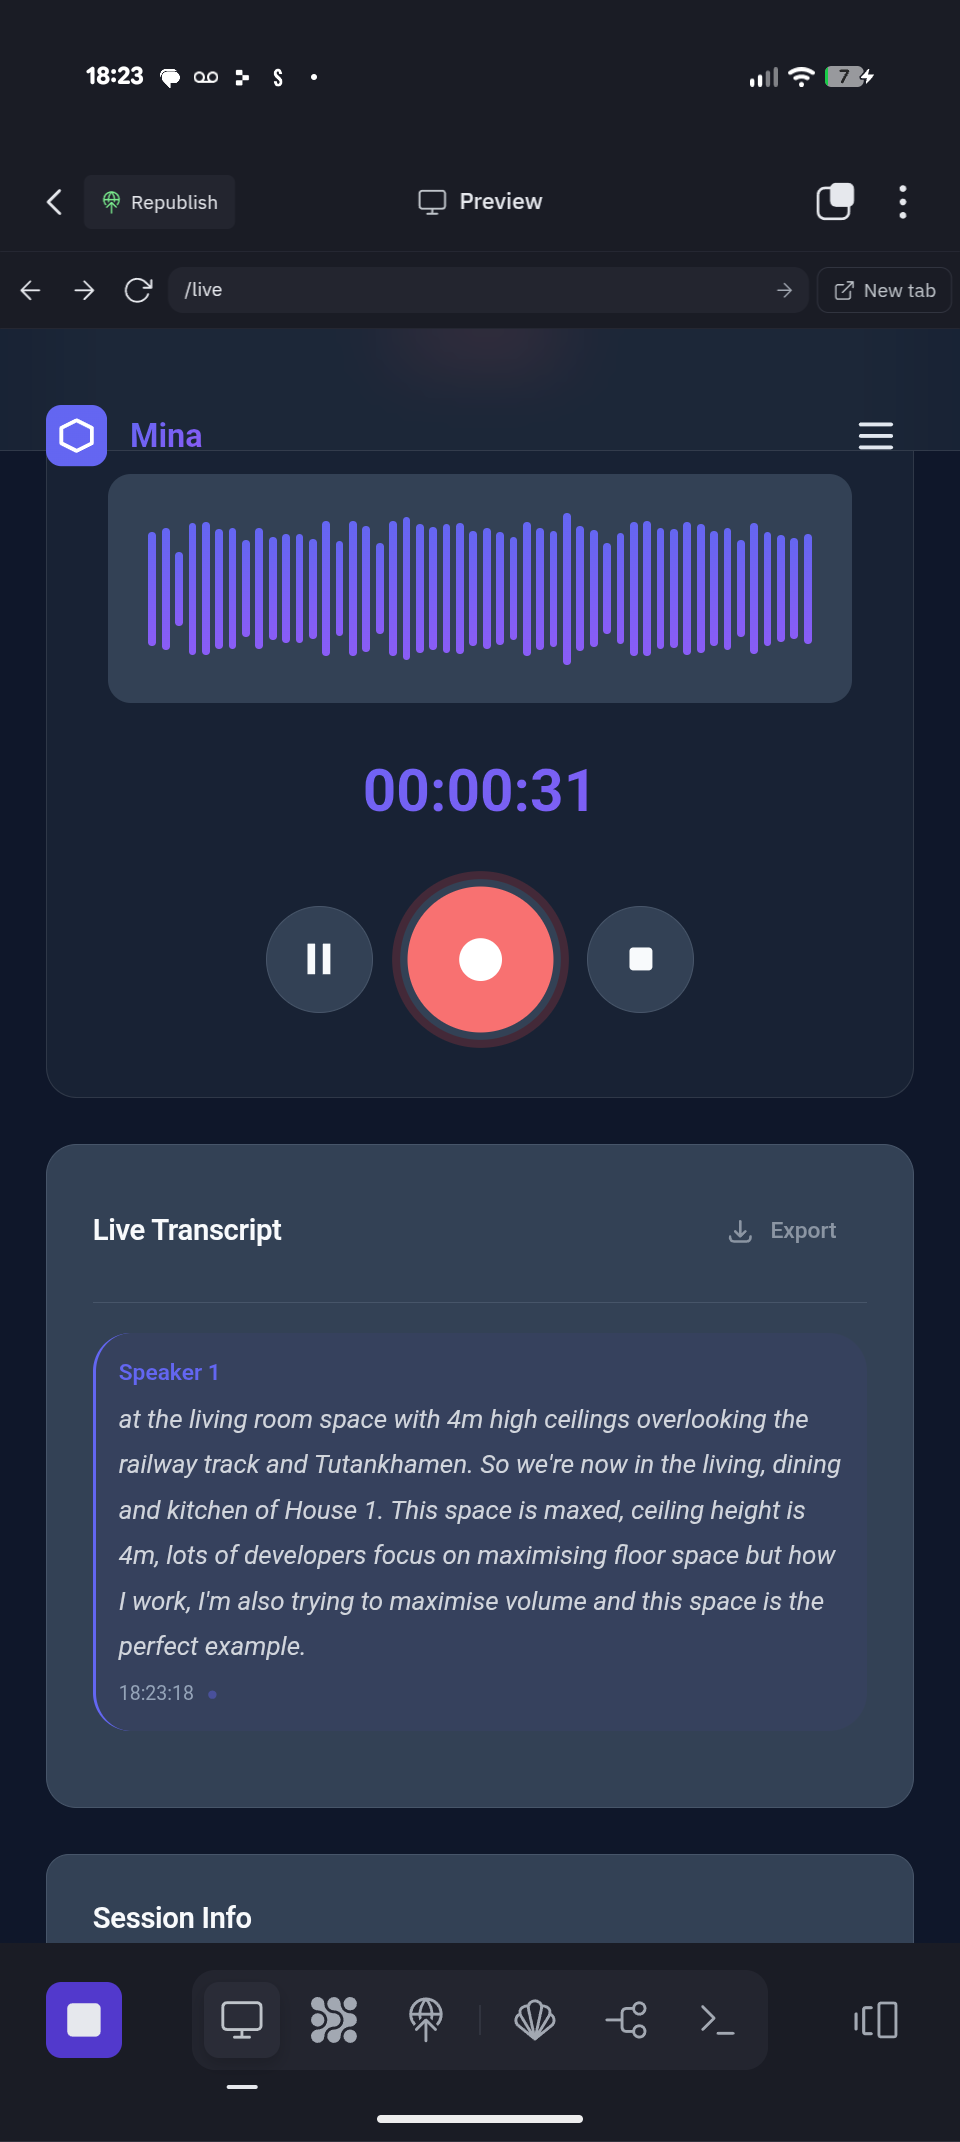 18:23
7
Republish
Preview
/live
New tab
Mina
00:00:31
Live Transcript
Export
Speaker 1
at the living room space with 4m high ceilings overlooking the
railway track and Tutankhamen. So we're now in the living, dining
and kitchen of House 1. This space is maxed, ceiling height is
4m, lots of developers focus on maximising floor space but how
I work, I'm also trying to maximise volume and this space is the
perfect example.
18:23:18
Session Info